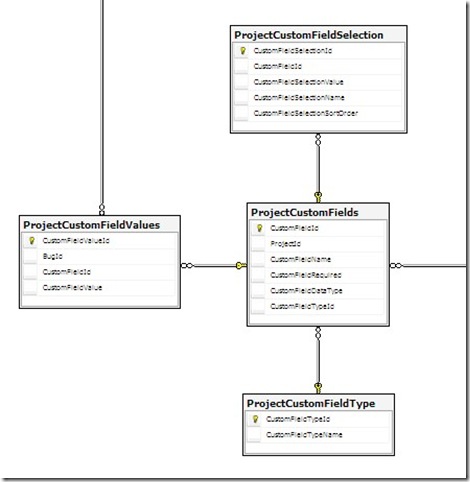 ProjectCustomFieldSelection
CustomFieldSelectionId
CustomFieldId
CustomFieldSelectionValue
CustomFieldSelectionName
CustomFieldSelectionSortOrder
ProjectCustomFieldValues
CustomFieldValueId
BugId
CustomFieldId
CustomFieldValue
ProjectCustomFields
CustomFieldId
ProjectId
CustomFieldName
CustomFieldRequired
CustomFieldDataType
CustomFieldTypeId
ProjectCustomFieldType
CustomFieldTypeId
CustomFieldTypeName